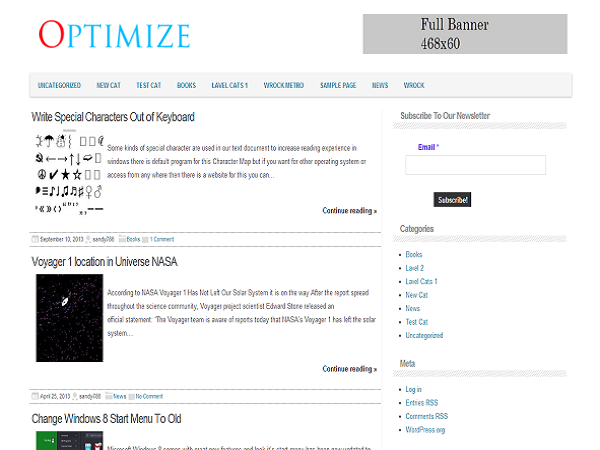 OPTIMIZE
Full Banner
468x60
UNCATEGORIZED NEW CAT TEST CAT BOOKS LAVEL CATS 1 WROCK METRO SAMPLE PAGE NEWS WROCK
Write Special Characters Out of Keyboard
Some kinds of special character are used in our text document to increase reading experience in
windows there is default program for this Character Map but if you want for other operating system or
access from any where then there is a website for this you can…
Continue reading »
September 10, 2013 sandy788 Books 1 Comment
Voyager 1 location in Universe NASA
According to NASA Voyager 1 Has Not Left Our Solar System it is on the way After the report spread
throughout the science community, Voyager project scientist Edward Stone released an
official statement: "The Voyager team is aware of reports today that NASA's Voyager 1 has left the solar
system…
Continue reading »
April 25, 2013 sandy788 News No Comment
Change Windows 8 Start Menu To Old
Subscribe To Our Newsletter
Email *
Subscribe!
Categories
Books
Lavel 2
Lavel Cats 1
New Cat
News
Test Cat
Uncategorized
Meta
Log in
Entries RSS
Comments RSS
WordPress.org